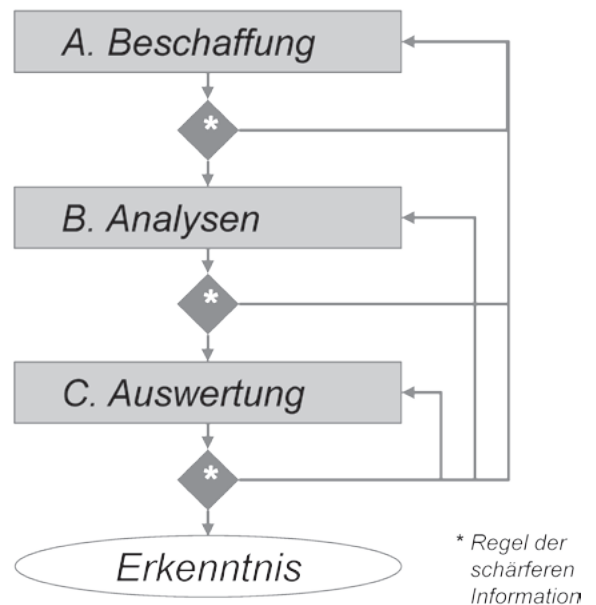 A. Beschaffung
*
B. Analysen
*
C. Auswertung
*
Erkenntnis
* Regel der
schärferen
Information